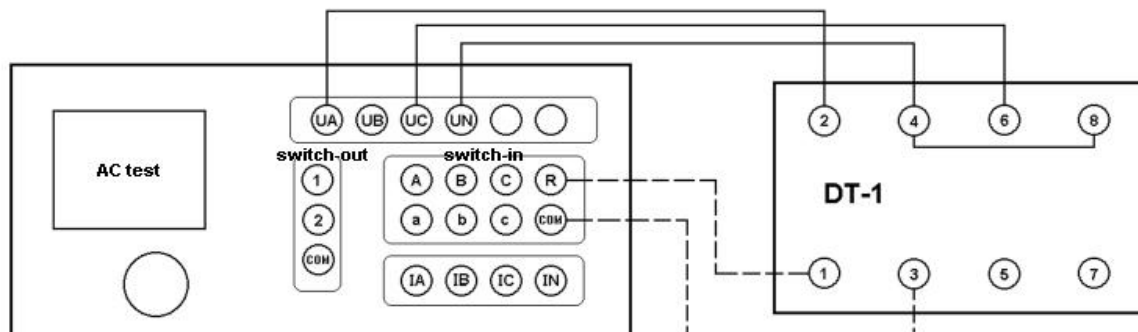 UA UB UC UN
2 4 6 8
switch-out switch-in
AC test
1 A B C R
DT-1
2 a b c COM
COM
IA IB IC IN
1 3 5 7